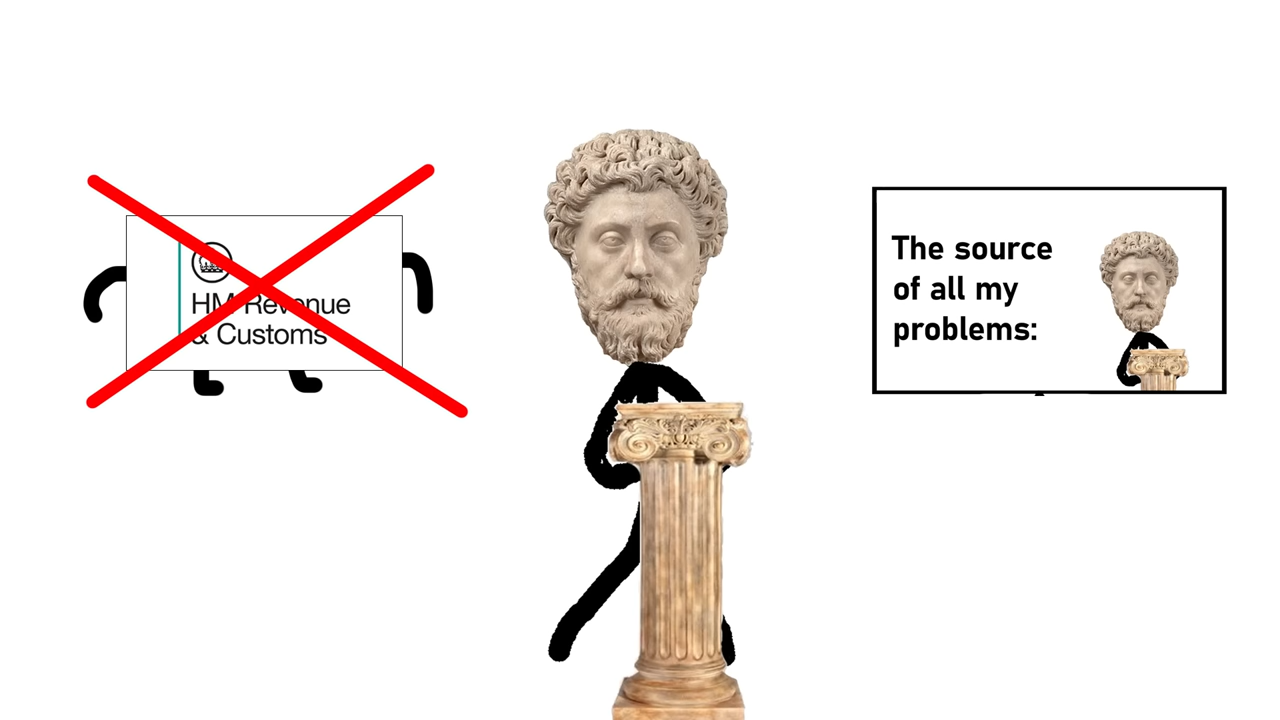 HM Revenue
& Customs
The source
of all my
problems: